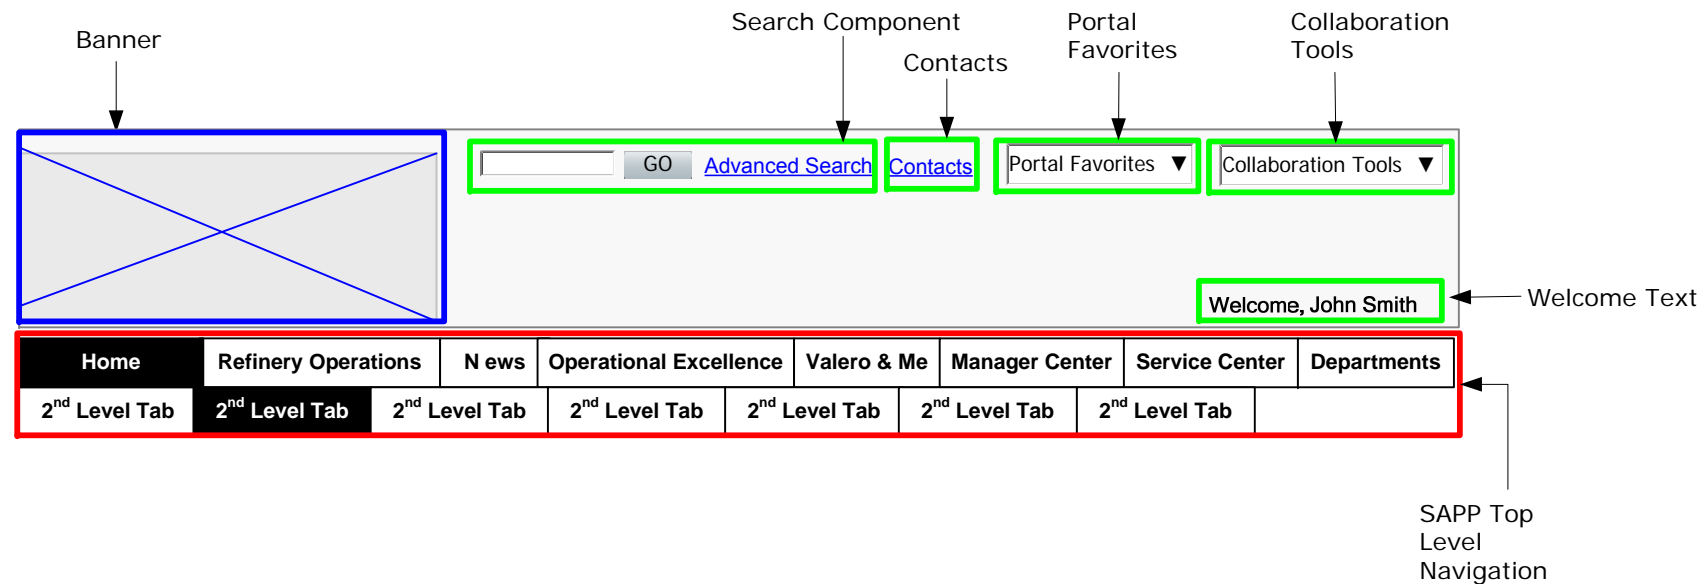 Banner
Search Component
Contacts
Portal
Favorites
Collaboration
Tools
GO Advanced Search Contacts Portal Favorites ▼ Collaboration Tools ▼
Welcome, John Smith
Welcome Text
Home Refinery Operations N ews Operational Excellence Valero & Me Manager Center Service Center Departments
2nd Level Tab 2nd Level Tab 2nd Level Tab 2nd Level Tab 2nd Level Tab 2nd Level Tab 2nd Level Tab
SAPP Top
Level
Navigation